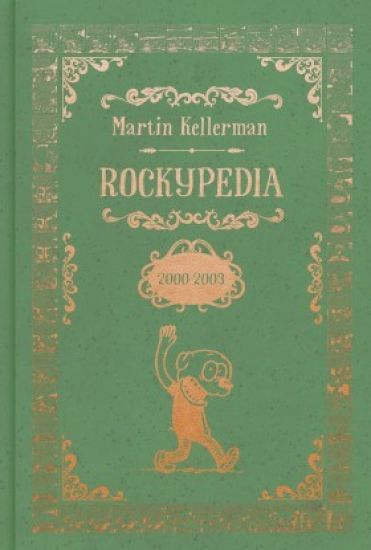 Martin Kellerman
ROCKYPEDIA
2000-2003